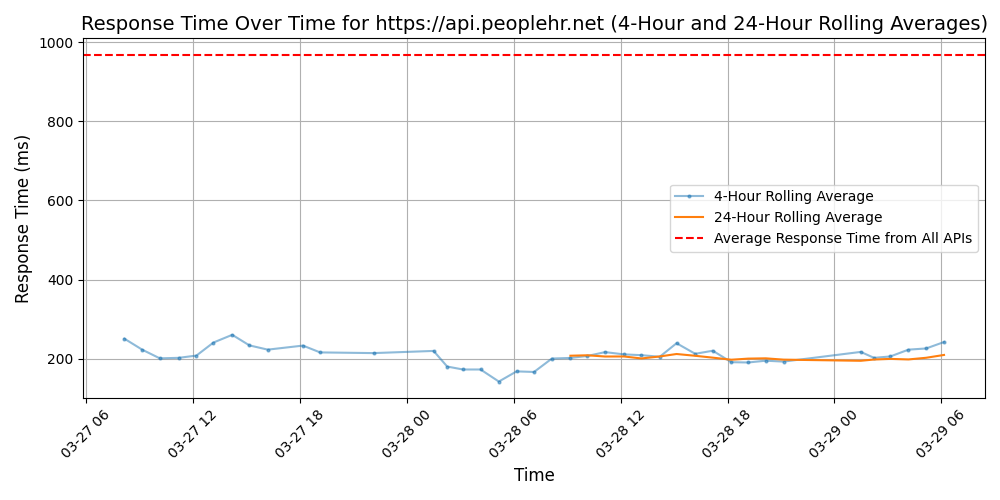 Response Time Over Time for https://api.peoplehr.net (4-Hour and 24-Hour Rolling Averages)
Response Time (ms)
1000
800
600
400
200
4-Hour Rolling Average
24-Hour Rolling Average
Average Response Time from All APIs
03-27 06
03-27 12
03-27 18
03-28 00
03-28 06
03-28 12
03-28 18
03-29 00
03-29 06
Time